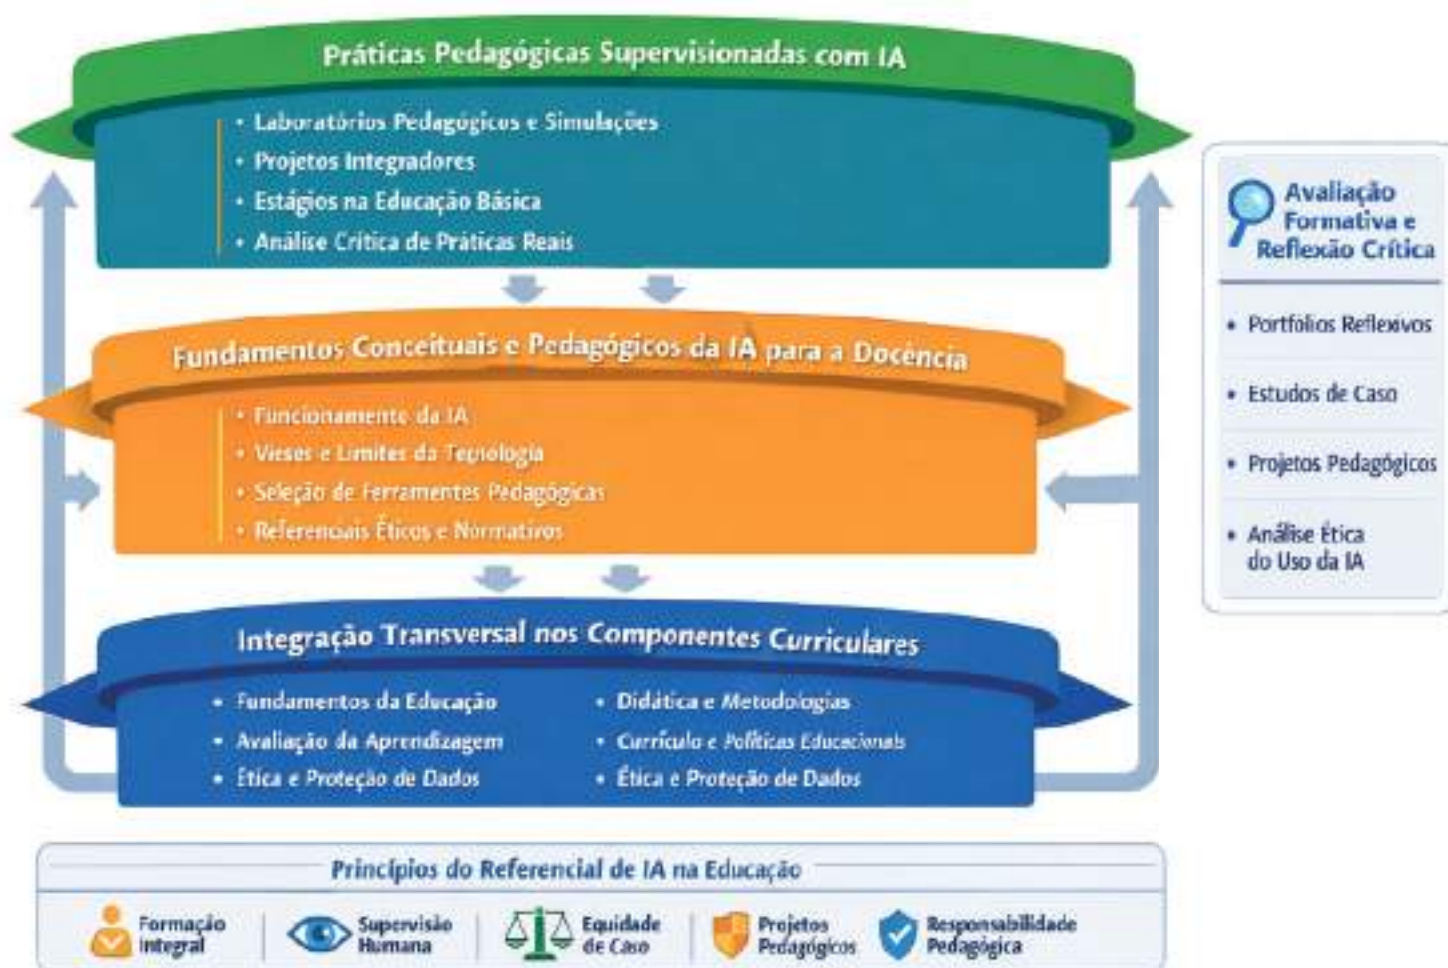 Práticas Pedagógicas Supervisionadas com IA
• Laboratórios Pedagógicos e Simulações
• Projetos Integradores
• Estágios na Educação Básica
• Análise Crítica de Práticas Reais
Fundamentos Conceituais e Pedagógicos da IA para a Docência
• Funcionamento da IA
• Vieses e Limites da Tecnologia
• Seleção de Ferramentes Pedagógicas
• Referenciais Éticos e Normativos
Integração Transversal nos Componentes Curriculares
• Fundamentos da Educação
• Avaliação da Aprendizagem
• Ética e Proteção de Dados
• Didática e Metodologias
• Currículo e Políticas Educacionais
• Ética e Proteção de Dados
Avaliação
Formativa e
Reflexão Crítica
• Portfólios Reflexivos
• Estudos de Caso
• Projetos Pedagógicos
• Análise Ética
do Uso da IA
Princípios do Referencial de IA na Educação
Formação
integral
Supervisão
Humana
Equidade
de Caso
Projetos
Pedagógicos
Responsabilidade
Pedagógica